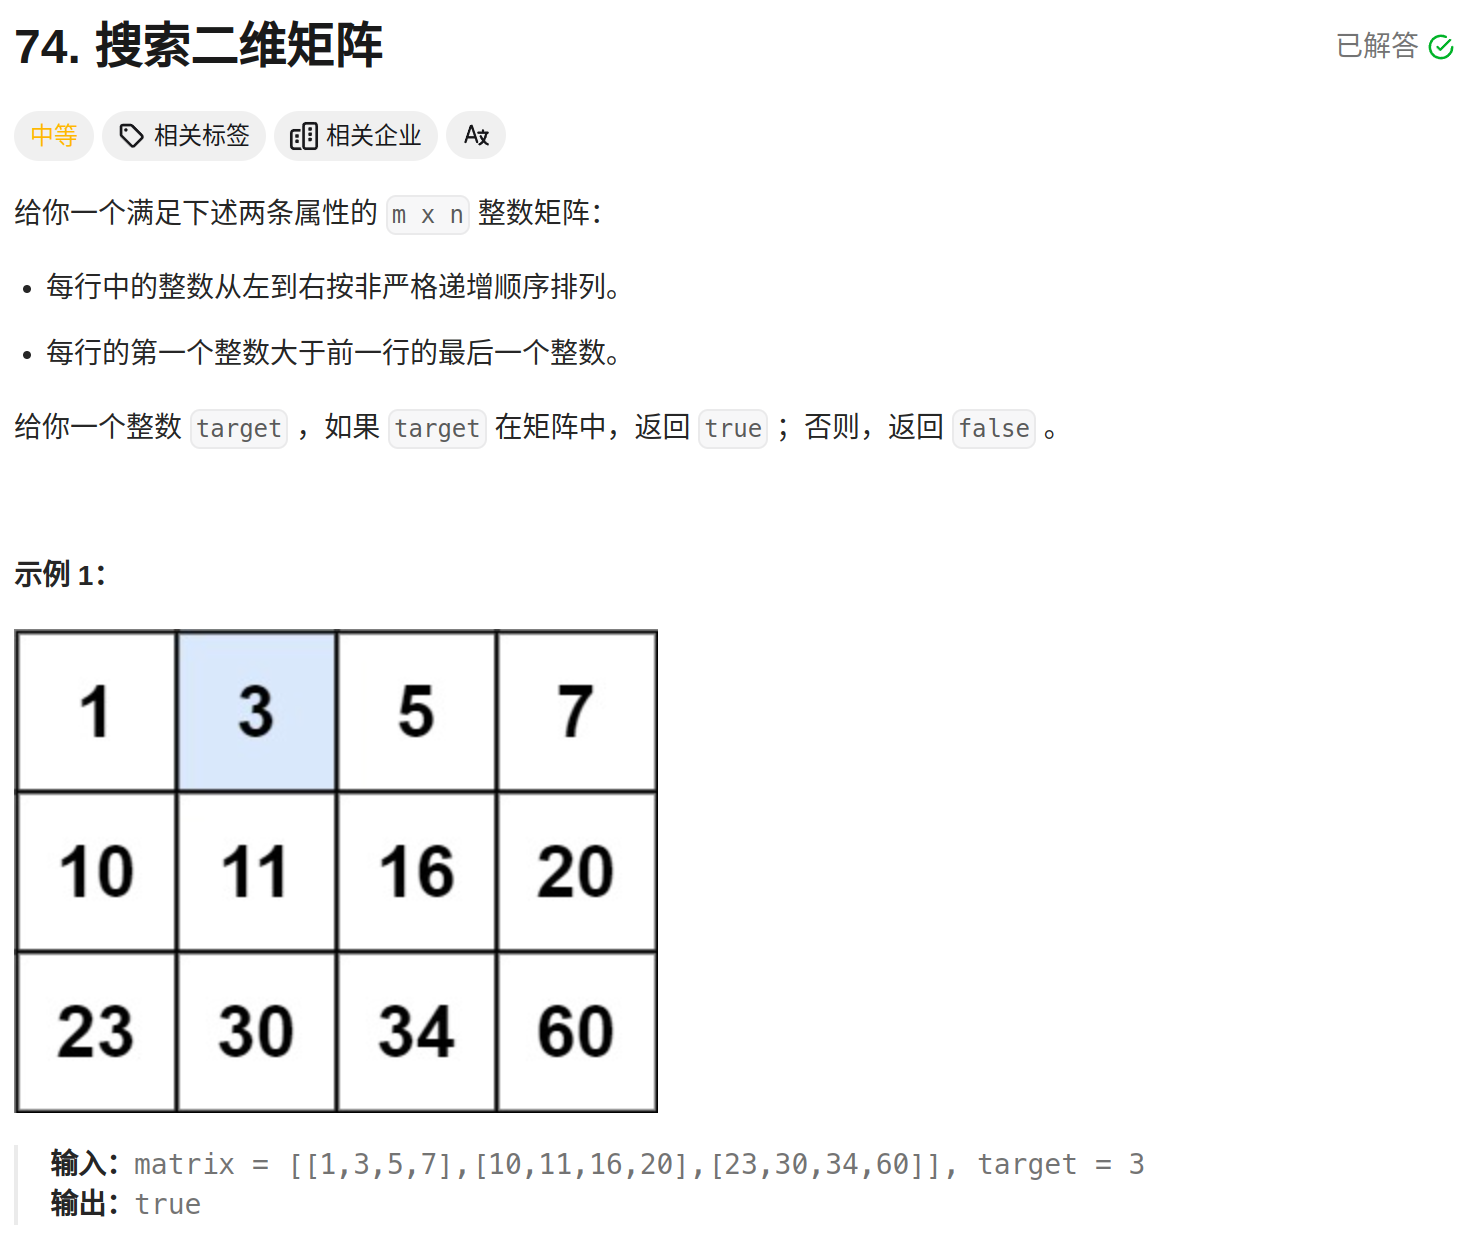 74. 搜索二维矩阵
已解答
中等 相关标签 相关企业
给你一个满足下述两条属性的 m x n 整数矩阵：
• 每行中的整数从左到右按非严格递增顺序排列。
• 每行的第一个整数大于前一行的最后一个整数。
给你一个整数 target ，如果 target 在矩阵中，返回 true ；否则，返回 false 。
示例 1：
1 3 5 7
10 11 16 20
23 30 34 60
输入：matrix = [[1,3,5,7],[10,11,16,20],[23,30,34,60]], target = 3
输出：true